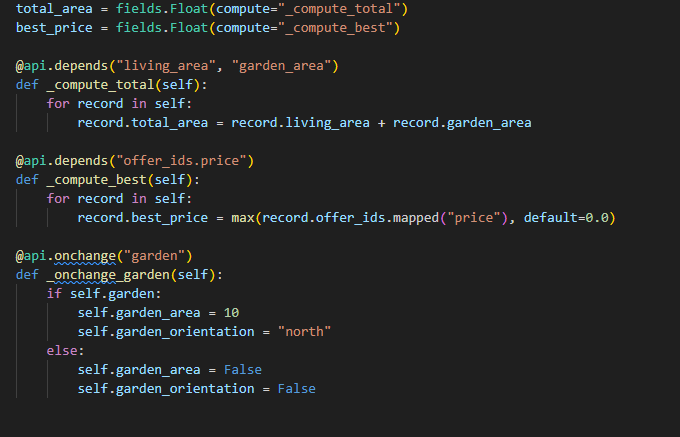 total_area = fields.Float(compute="_compute_total")
best_price = fields.Float(compute="_compute_best")

@api.depends("living_area", "garden_area")
def _compute_total(self):
    for record in self:
        record.total_area = record.living_area + record.garden_area

@api.depends("offer_ids.price")
def _compute_best(self):
    for record in self:
        record.best_price = max(record.offer_ids.mapped("price"), default=0.0)

@api.onchange("garden")
def _onchange_garden(self):
    if self.garden:
        self.garden_area = 10
        self.garden_orientation = "north"
    else:
        self.garden_area = False
        self.garden_orientation = False